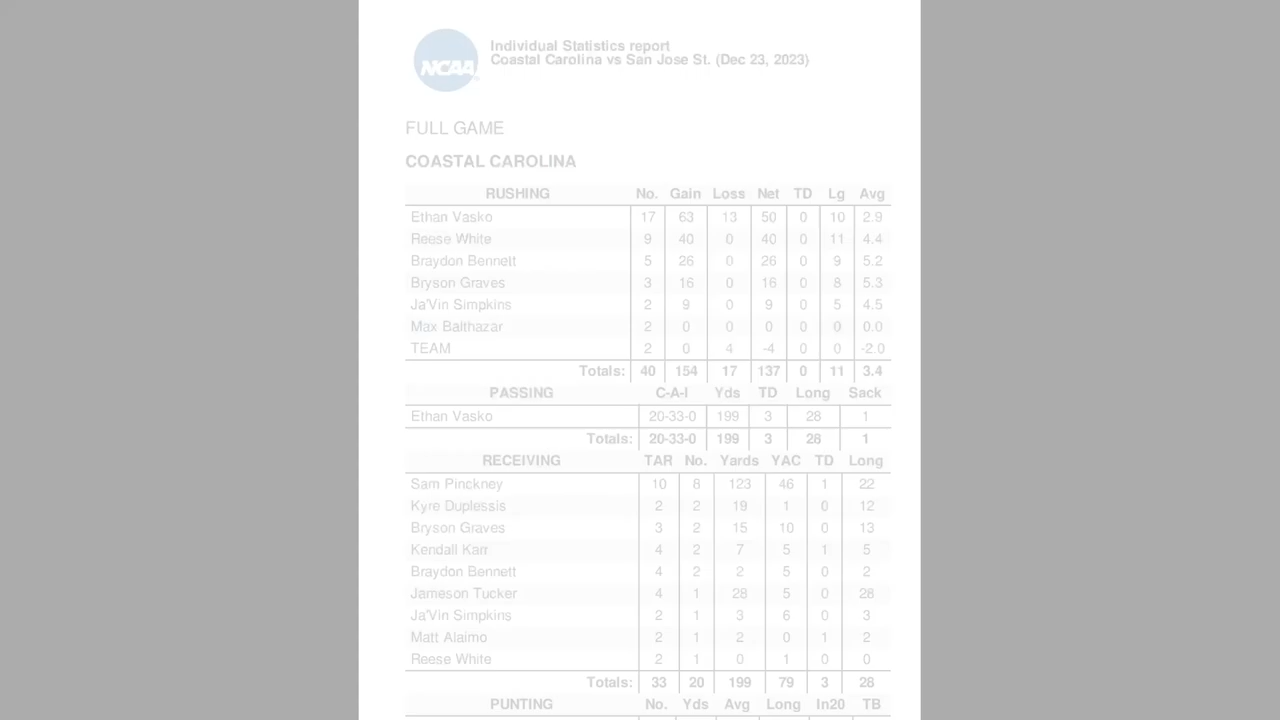 NCAA
Individual Statistics report
Coastal Carolina vs San Jose St. (Dec 23, 2023)
FULL GAME
COASTAL CAROLINA
RUSHING No. Gain Loss Net TD Lg Avg
Ethan Vasko 17 63 13 50 0 10 2.9
Reese White 9 40 0 40 0 11 4.4
Braydon Bennett 5 26 0 26 0 9 5.2
Bryson Graves 3 16 0 16 0 8 5.3
Ja'Vin Simpkins 2 9 0 9 0 5 4.5
Max Balthazar 2 0 0 0 0 0 0.0
TEAM 2 0 4 -4 0 0 -2.0
Totals: 40 154 17 137 0 11 3.4
PASSING C-A-I Yds TD Long Sack
Ethan Vasko 20-33-0 199 3 28 1
Totals: 20-33-0 199 3 28 1
RECEIVING TAR No. Yards YAC TD Long
Sam Pinckney 10 8 123 46 1 22
Kyre Duplessis 2 2 19 1 0 12
Bryson Graves 3 2 15 10 0 13
Kendall Karr 4 2 7 5 1 5
Braydon Bennett 4 2 2 5 0 2
Jameson Tucker 4 1 28 5 0 28
Ja'Vin Simpkins 2 1 3 6 0 3
Matt Alaimo 2 1 2 0 1 2
Reese White 2 1 0 1 0 0
Totals: 33 20 199 79 3 28
PUNTING No. Yds Avg Long In20 TB